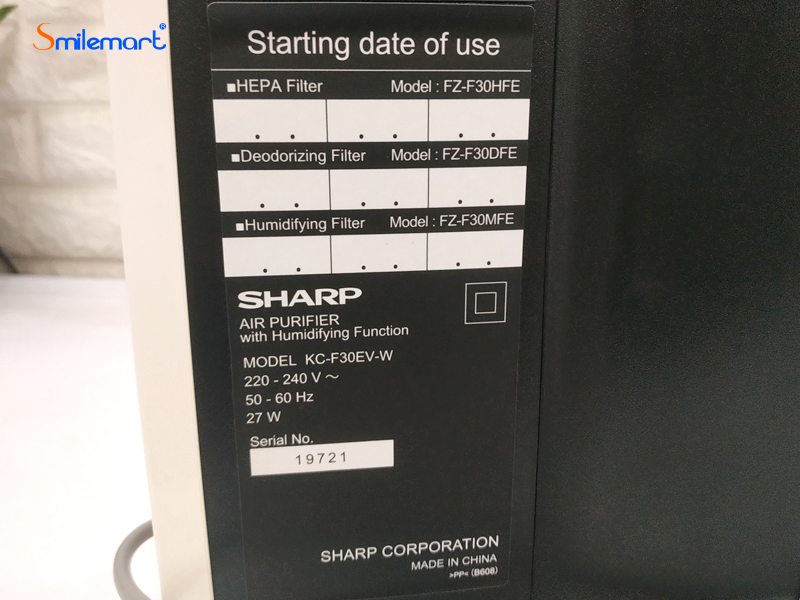 Smilemart®
Starting date of use
■HEPA Filter Model : FZ-F30HFE
■Deodorizing Filter Model : FZ-F30DFE
■Humidifying Filter Model : FZ-F30MFE
SHARP
AIR PURIFIER
with Humidifying Function
MODEL KC-F30EV-W
220 - 240 V ~
50 - 60 Hz
27 W
Serial No.
19721
SHARP CORPORATION
MADE IN CHINA
>PP< (B608)